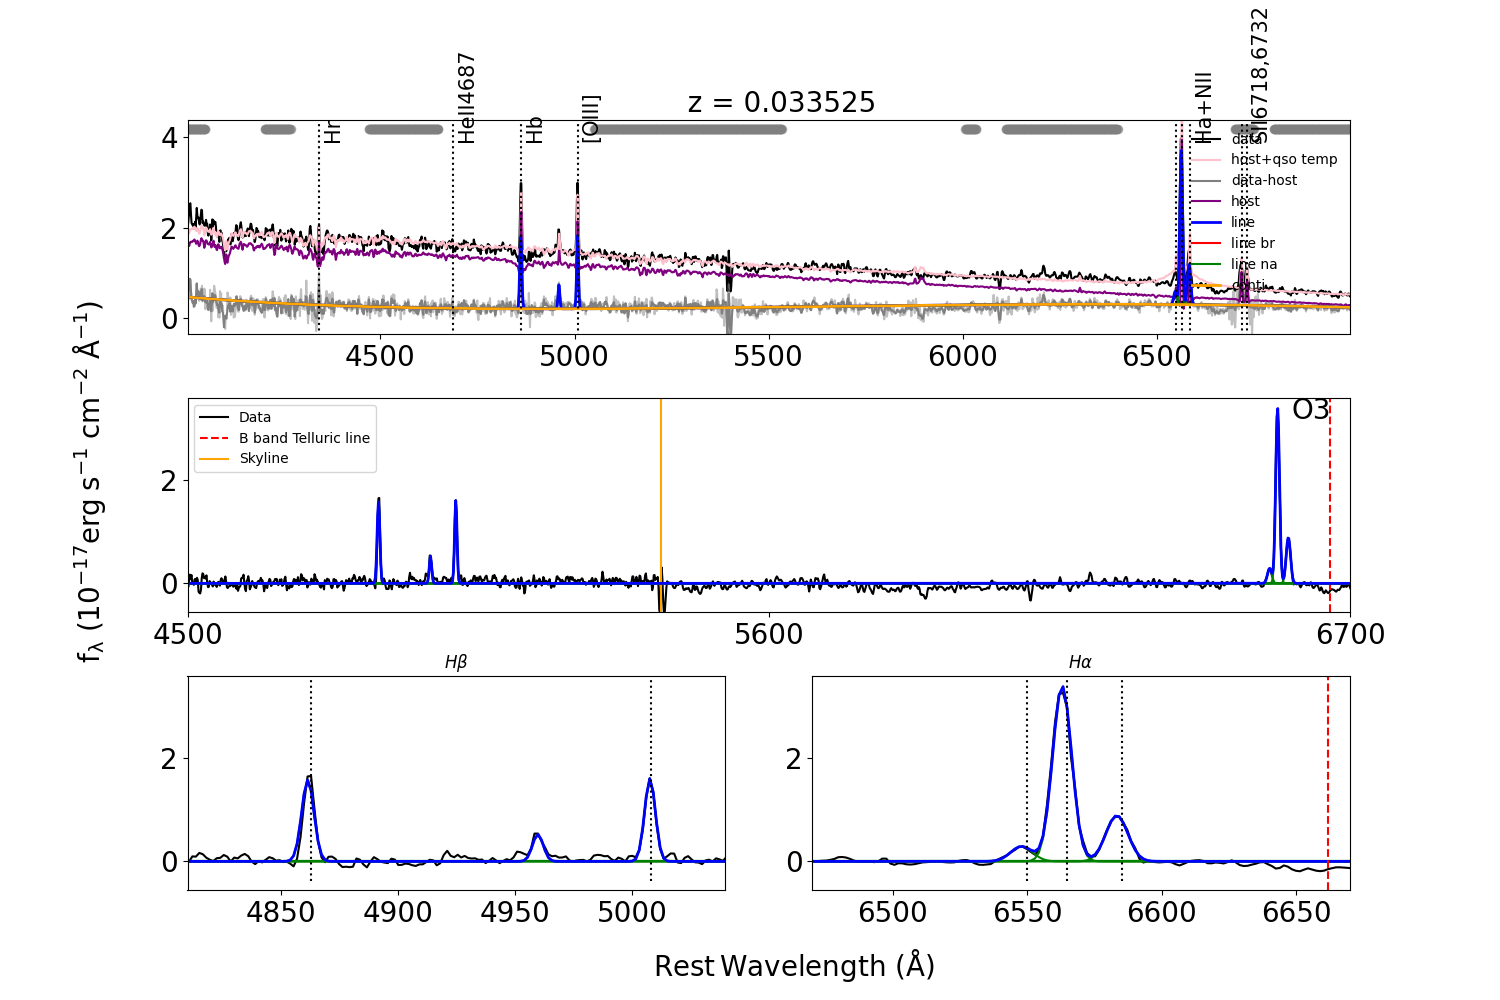 z = 0.033525
Hr
HeII4687
Hb
[OIII]
Ha+NII
SII6718,6732
4
2
0
data
host+qso temp
data-host
host
line
line br
line na
conti
4500
5000
5500
6000
6500
fλ (10−17erg s−1 cm−2 Å−1)
Data
B band Telluric line
Skyline
O3
2
0
4500
5600
6700
Hβ
2
0
4850
4900
4950
5000
Hα
2
0
6500
6550
6600
6650
Rest Wavelength (Å)